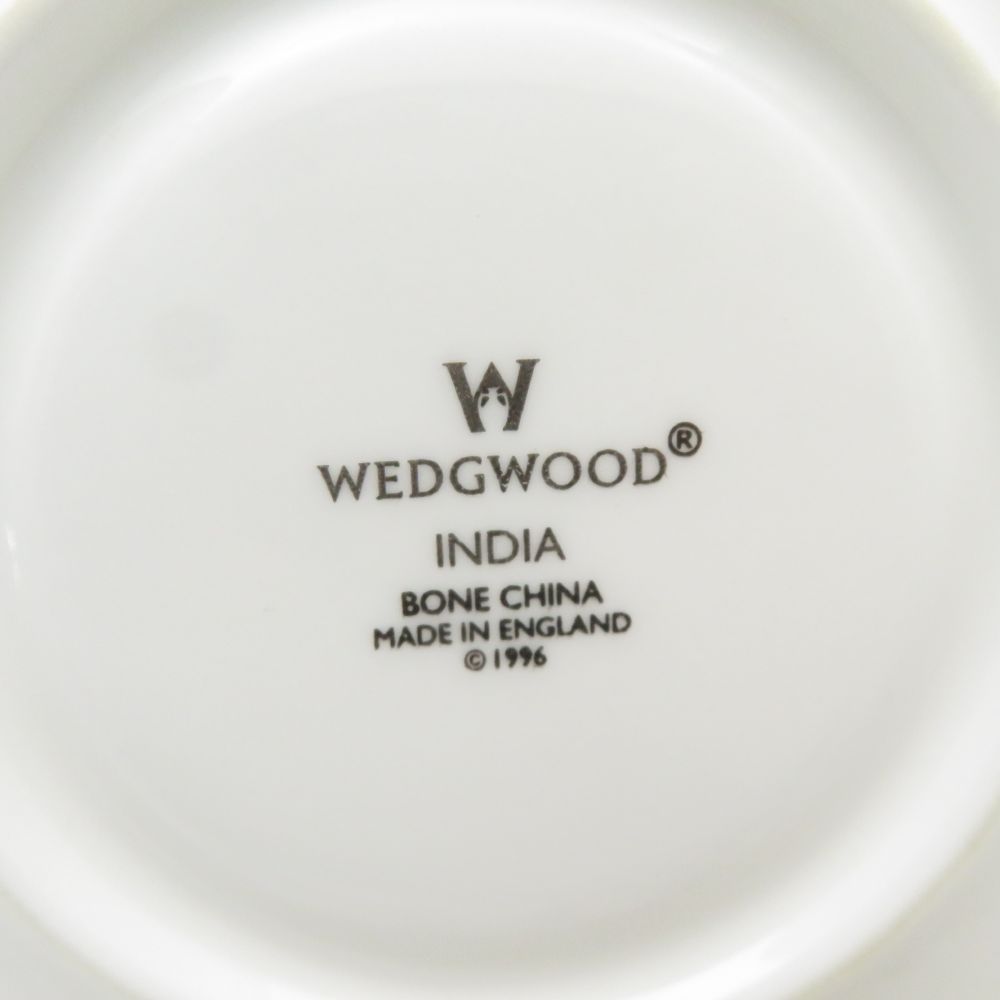 W
WEDGWOOD®
INDIA
BONE CHINA
MADE IN ENGLAND
© 1996